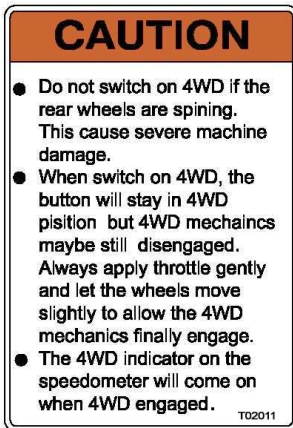 CAUTION
● Do not switch on 4WD if the
rear wheels are spining.
This cause severe machine
damage.
● When switch on 4WD, the
button will stay in 4WD
pisition but 4WD mechaincs
maybe still disengaged.
Always apply throttle gently
and let the wheels move
slightly to allow the 4WD
mechanics finally engage.
● The 4WD indicator on the
speedometer will come on
when 4WD engaged.
T02011